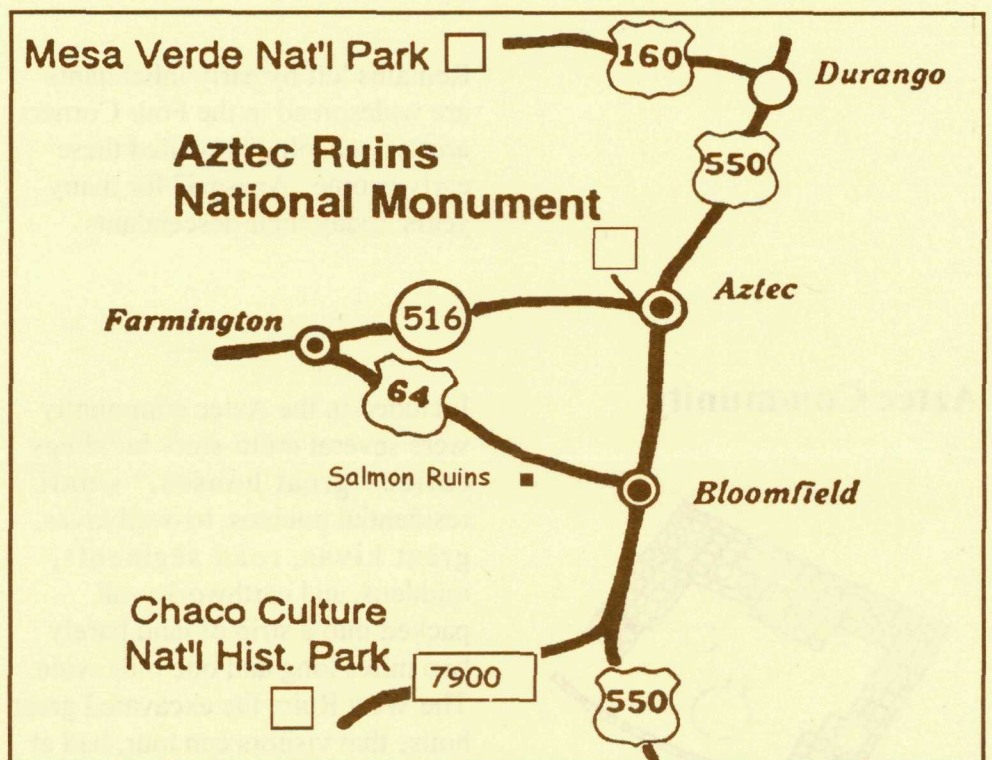 Mesa Verde Nat'l Park
160
Durango
550
Aztec Ruins
National Monument
Aztec
Farmington
516
64
Salmon Ruins
Bloomfield
Chaco Culture
Nat'l Hist. Park
7900
550